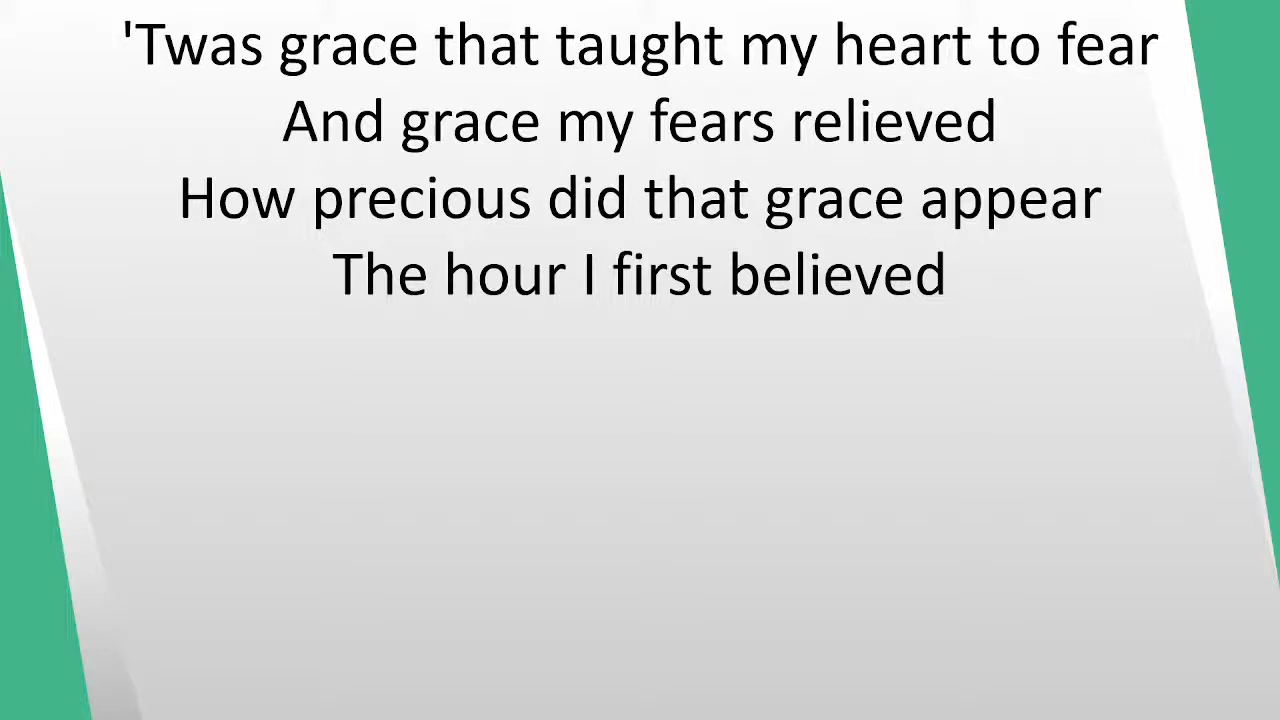 'Twas grace that taught my heart to fear
And grace my fears relieved
How precious did that grace appear
The hour I first believed